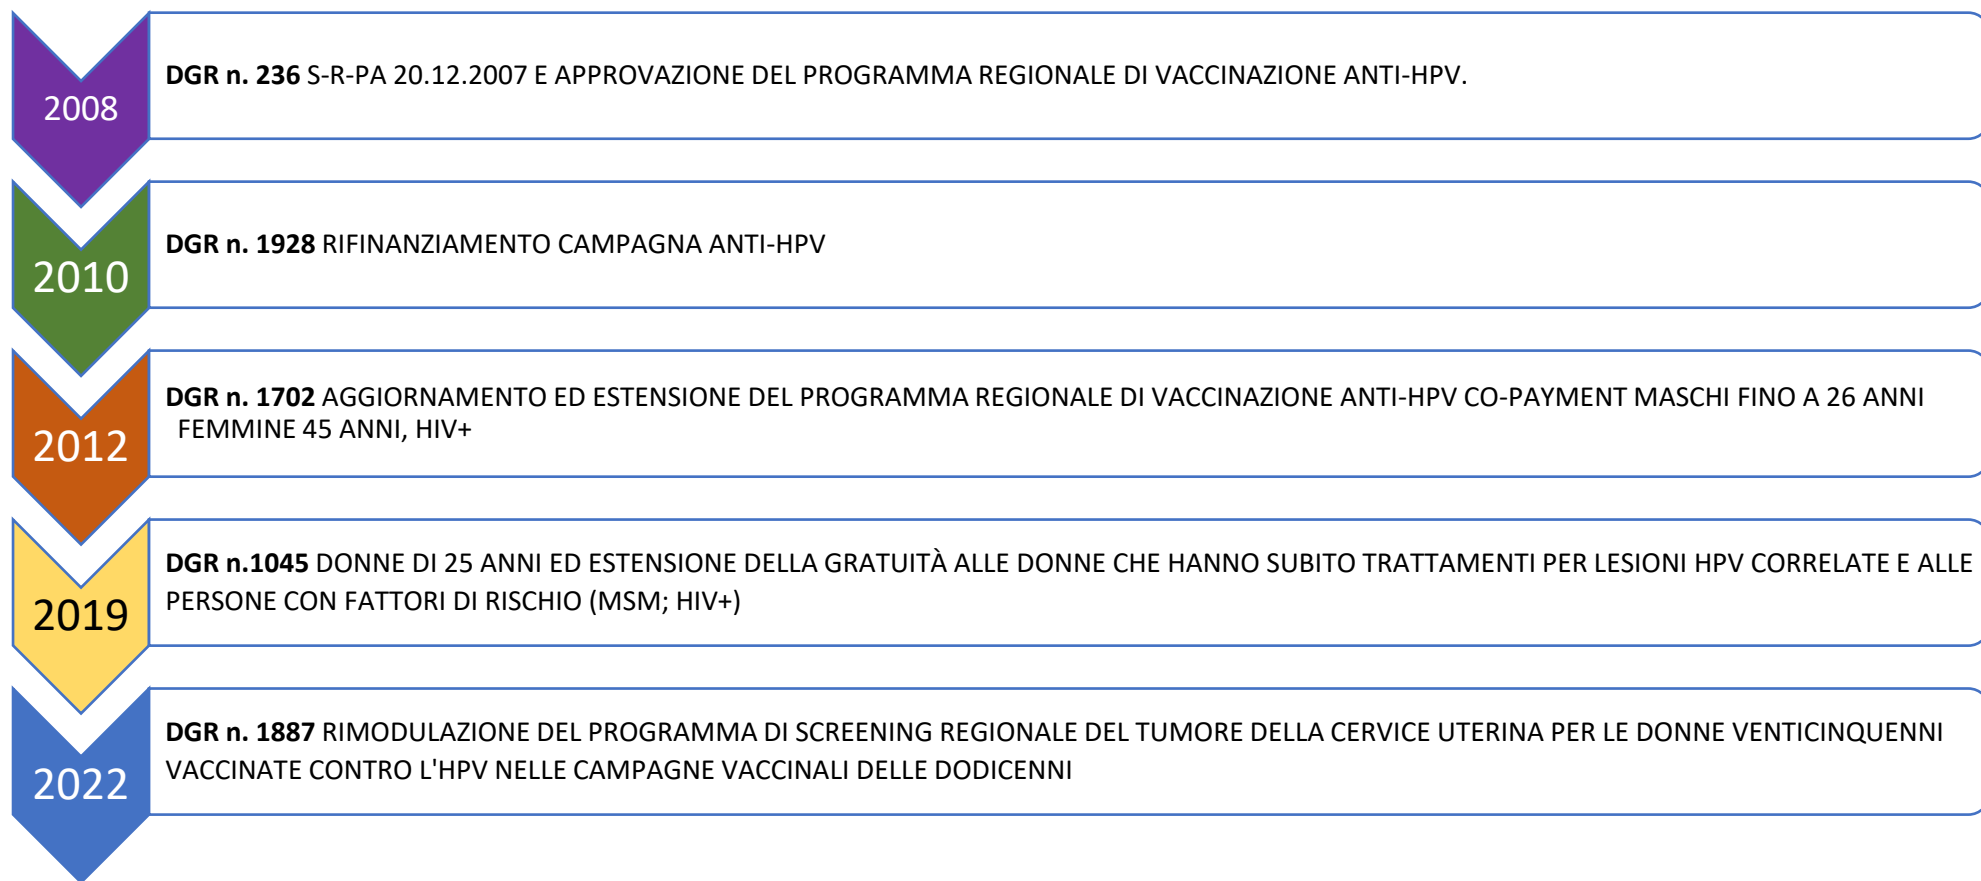 2008
DGR n. 236 S-R-PA 20.12.2007 E APPROVAZIONE DEL PROGRAMMA REGIONALE DI VACCINAZIONE ANTI-HPV.
2010
DGR n. 1928 RIFINANZIAMENTO CAMPAGNA ANTI-HPV
2012
DGR n. 1702 AGGIORNAMENTO ED ESTENSIONE DEL PROGRAMMA REGIONALE DI VACCINAZIONE ANTI-HPV CO-PAYMENT MASCHI FINO A 26 ANNI
FEMMINE 45 ANNI, HIV+
2019
DGR n.1045 DONNE DI 25 ANNI ED ESTENSIONE DELLA GRATUITÀ ALLE DONNE CHE HANNO SUBITO TRATTAMENTI PER LESIONI HPV CORRELATE E ALLE
PERSONE CON FATTORI DI RISCHIO (MSM; HIV+)
2022
DGR n. 1887 RIMODULAZIONE DEL PROGRAMMA DI SCREENING REGIONALE DEL TUMORE DELLA CERVICE UTERINA PER LE DONNE VENTICINQUENNI
VACCINATE CONTRO L'HPV NELLE CAMPAGNE VACCINALI DELLE DODICENNI